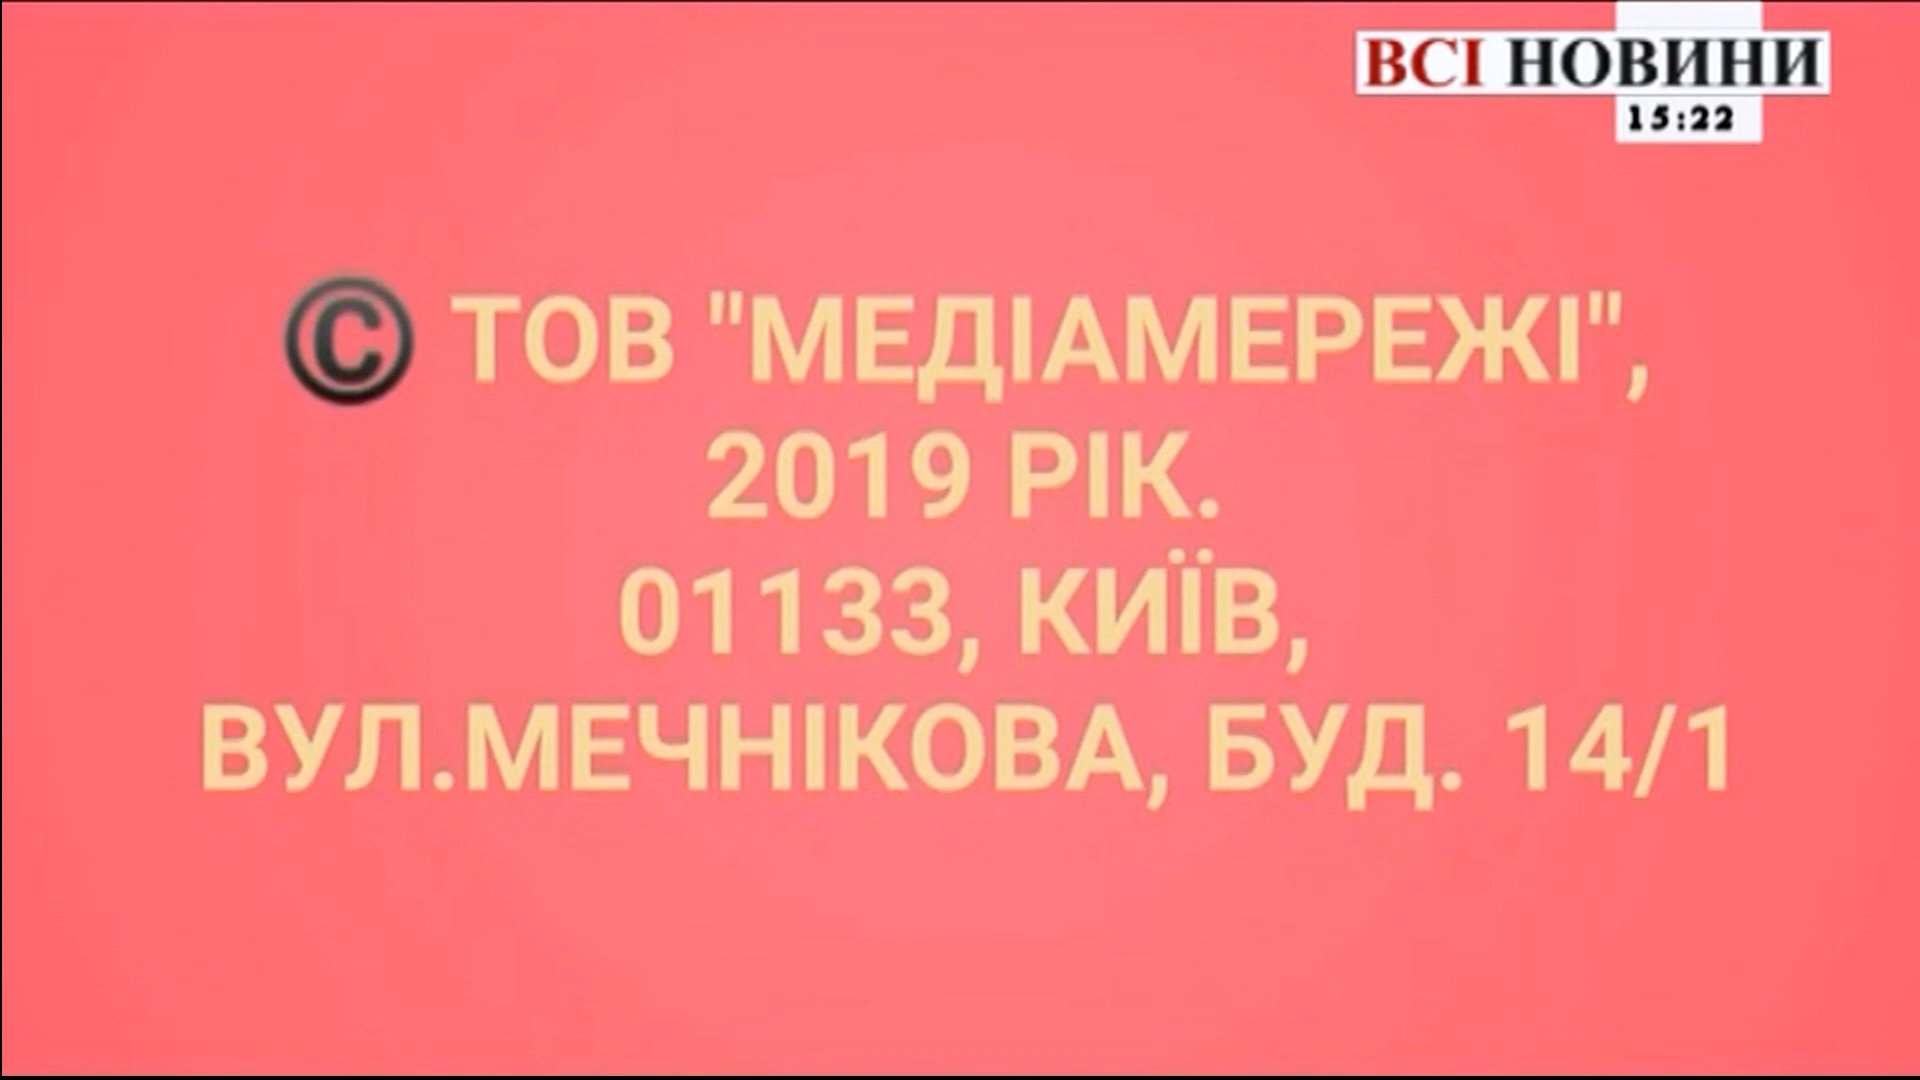 ВСІ НОВИНИ
15:22
© ТОВ "МЕДІАМЕРЕЖІ",
2019 РІК.
01133, КИЇВ,
ВУЛ.МЕЧНІКОВА, БУД. 14/1